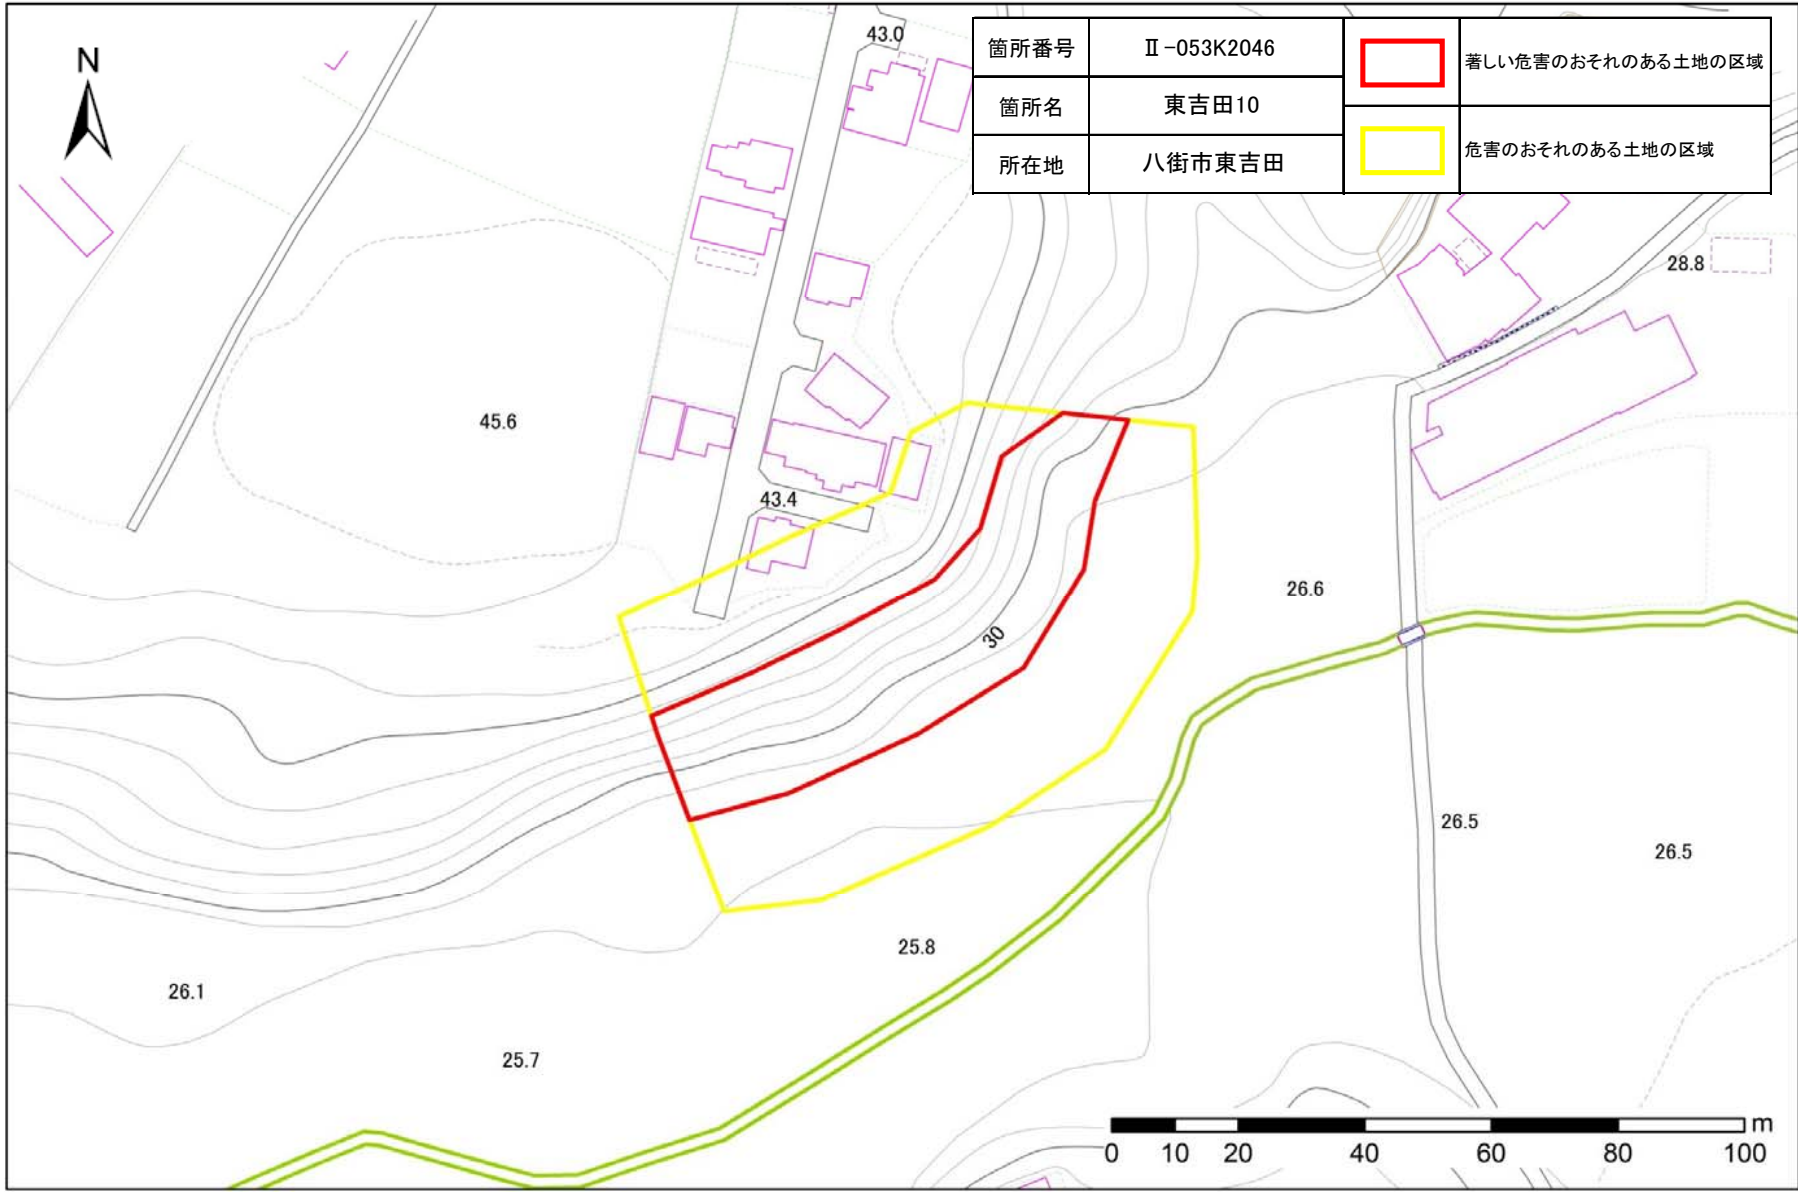 N
43.0
箇所番号 Ⅱ-053K2046
著しい危害のおそれのある土地の区域
箇所名 東吉田10
危害のおそれのある土地の区域
所在地 八街市東吉田
28.8
45.6
43.4
26.6
30
26.5
26.5
25.8
26.1
25.7
m
0 10 20 40 60 80 100